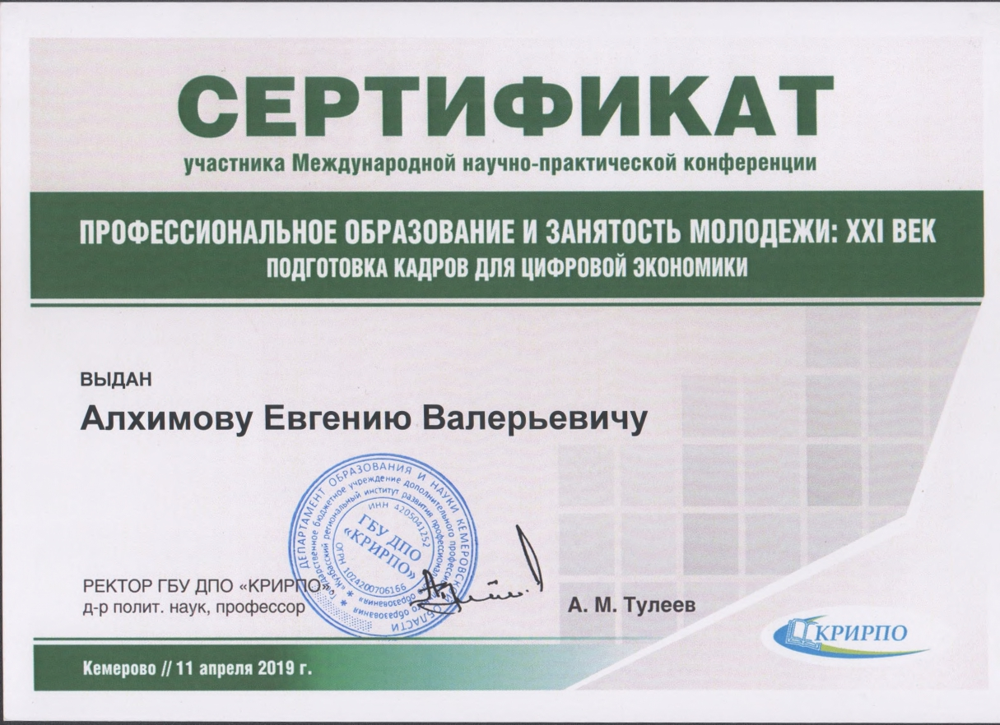 СЕРТИФИКАТ
участника Международной научно-практической конференции
ПРОФЕССИОНАЛЬНОЕ ОБРАЗОВАНИЕ И ЗАНЯТОСТЬ МОЛОДЕЖИ: XXI ВЕК
ПОДГОТОВКА КАДРОВ ДЛЯ ЦИФРОВОЙ ЭКОНОМИКИ
ВЫДАН
Алхимову Евгению Валерьевичу
ДЕПАРТАМЕНТ ОБРАЗОВАНИЯ И НАУКИ КЕМЕРОВСКОЙ ОБЛАСТИ
Государственное бюджетное учреждение дополнительного образования
«Кузбасский региональный институт развития образования»
ИНН 4205041252
ГБУ ДПО
«КРИРПО»
ОГРН 1024200706166
РЕКТОР ГБУ ДПО «КРИРПО»
д-р полит. наук, профессор
А. М. Тулеев
КРИРПО
Кемерово // 11 апреля 2019 г.